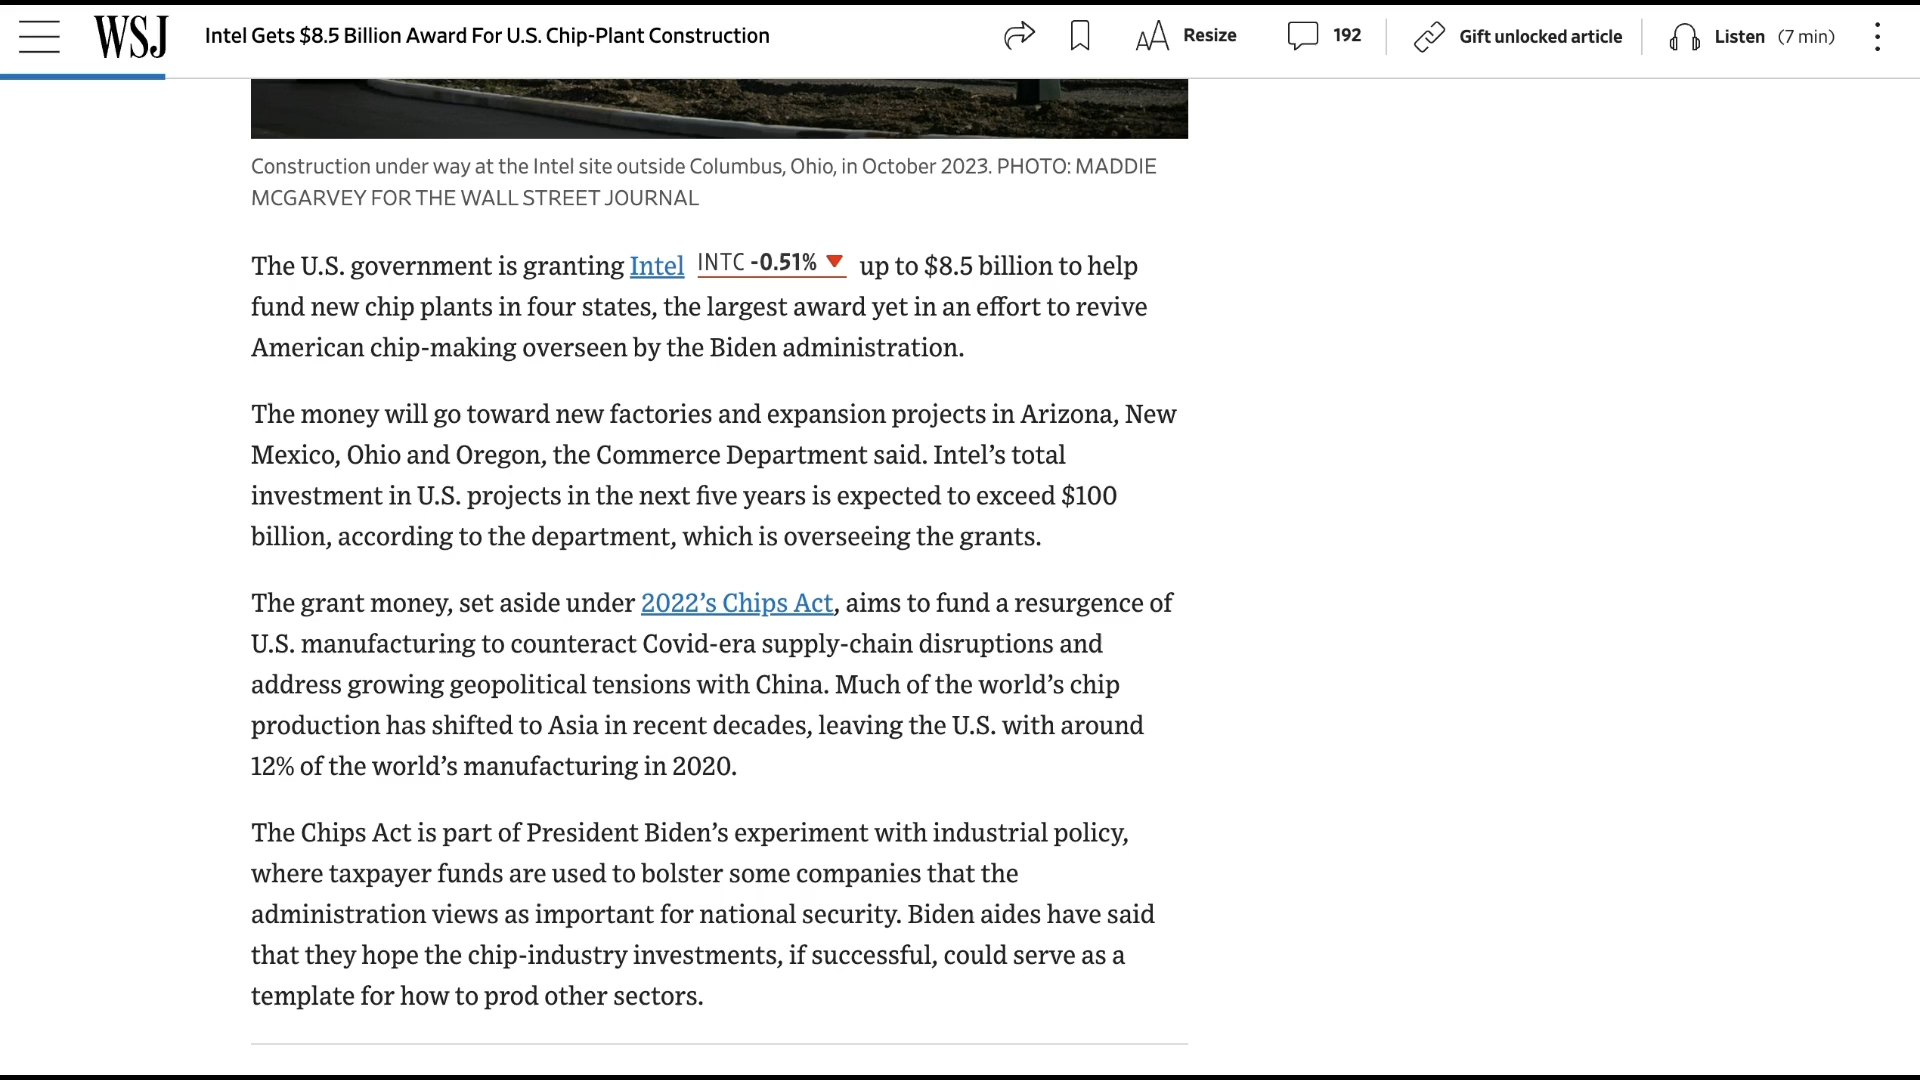 WSJ Intel Gets $8.5 Billion Award For U.S. Chip-Plant Construction Resize 192 Gift unlocked article Listen (7 min)
Construction under way at the Intel site outside Columbus, Ohio, in October 2023. PHOTO: MADDIE
MCGARVEY FOR THE WALL STREET JOURNAL
The U.S. government is granting Intel INTC -0.51% up to $8.5 billion to help
fund new chip plants in four states, the largest award yet in an effort to revive
American chip-making overseen by the Biden administration.
The money will go toward new factories and expansion projects in Arizona, New
Mexico, Ohio and Oregon, the Commerce Department said. Intel’s total
investment in U.S. projects in the next five years is expected to exceed $100
billion, according to the department, which is overseeing the grants.
The grant money, set aside under 2022’s Chips Act, aims to fund a resurgence of
U.S. manufacturing to counteract Covid-era supply-chain disruptions and
address growing geopolitical tensions with China. Much of the world’s chip
production has shifted to Asia in recent decades, leaving the U.S. with around
12% of the world’s manufacturing in 2020.
The Chips Act is part of President Biden’s experiment with industrial policy,
where taxpayer funds are used to bolster some companies that the
administration views as important for national security. Biden aides have said
that they hope the chip-industry investments, if successful, could serve as a
template for how to prod other sectors.